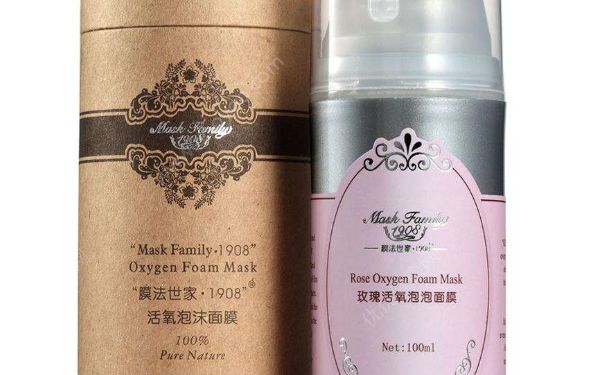 Mask Family
1908
"Mask Family·1908"
Oxygen Foam Mask
"膜法世家·1908"®
活氧泡沫面膜
100%
Pure Nature
Mask Family
1908
膜法世家·1908
Rose Oxygen Foam Mask
玫瑰活氧泡泡面膜
Net:100ml